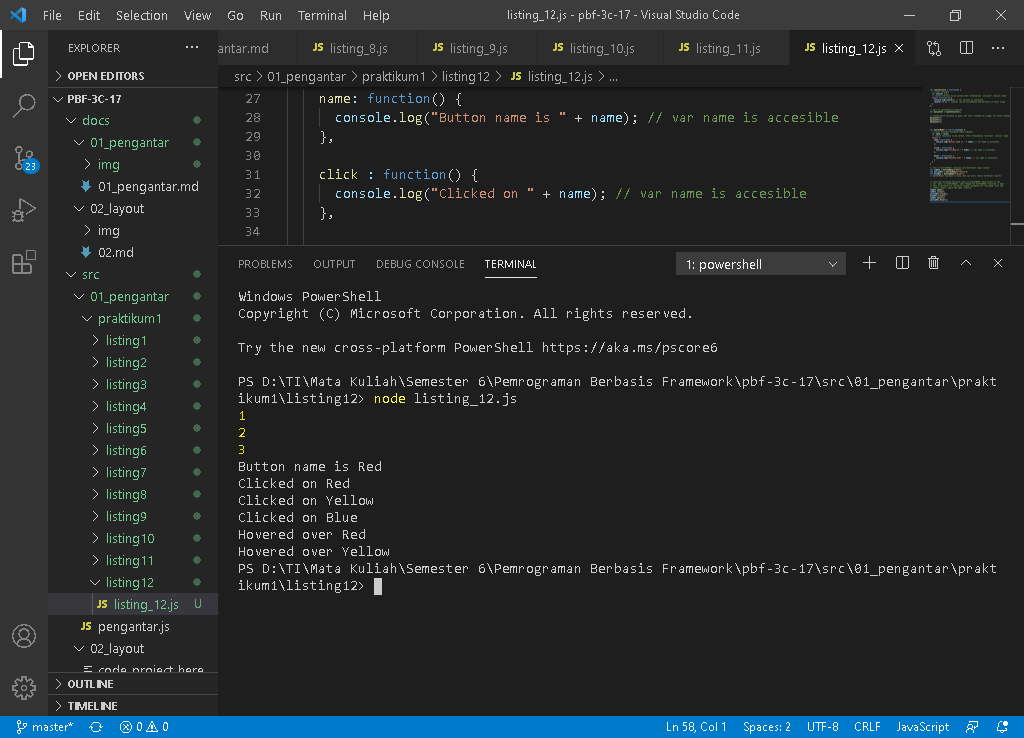 File Edit Selection View Go Run Terminal Help listing_12.js - pbf-3c-17 - Visual Studio Code
EXPLORER ...
OPEN EDITORS
PBF-3C-17
docs
01_pengantar
img
01_pengantar.md
02_layout
img
02.md
src
01_pengantar
praktikum1
listing1
listing2
listing3
listing4
listing5
listing6
listing7
listing8
listing9
listing10
listing11
listing12
JS listing_12.js U
JS pengantar.js
02_layout
code project here
OUTLINE
TIMELINE
23
antar.md JS listing_8.js JS listing_9.js JS listing_10.js JS listing_11.js JS listing_12.js
src > 01_pengantar > praktikum1 > listing12 > JS listing_12.js > ...
27 name: function() {
28 console.log("Button name is " + name); // var name is accesible
29 },
30
31 click : function() {
32 console.log("Clicked on " + name); // var name is accesible
33 },
34
PROBLEMS OUTPUT DEBUG CONSOLE TERMINAL 1: powershell
Windows PowerShell
Copyright (C) Microsoft Corporation. All rights reserved.
Try the new cross-platform PowerShell https://aka.ms/pscore6
PS D:\TI\Mata Kuliah\Semester 6\Pemrograman Berbasis Framework\pbf-3c-17\src\01_pengantar\prakt
ikum1\listing12> node listing_12.js
1
2
3
Button name is Red
Clicked on Red
Clicked on Yellow
Clicked on Blue
Hovered over Red
Hovered over Yellow
PS D:\TI\Mata Kuliah\Semester 6\Pemrograman Berbasis Framework\pbf-3c-17\src\01_pengantar\prakt
ikum1\listing12>
master* 0 0 Ln 58, Col 1 Spaces: 2 UTF-8 CRLF JavaScript